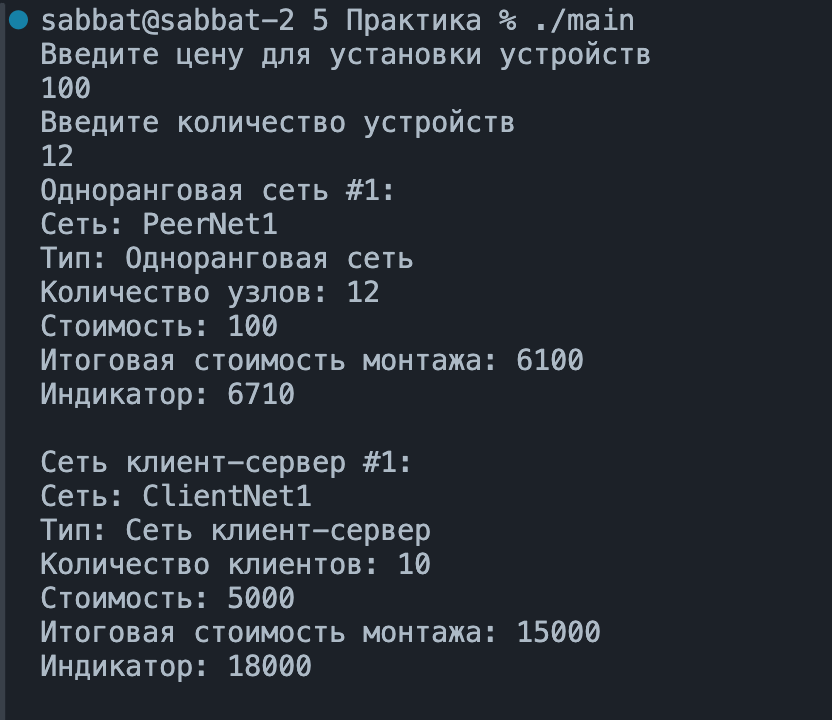 sabbat@sabbat-2 5 Практика % ./main
Введите цену для установки устройств
100
Введите количество устройств
12
Одноранговая сеть #1:
Сеть: PeerNet1
Тип: Одноранговая сеть
Количество узлов: 12
Стоимость: 100
Итоговая стоимость монтажа: 6100
Индикатор: 6710
Сеть клиент-сервер #1:
Сеть: ClientNet1
Тип: Сеть клиент-сервер
Количество клиентов: 10
Стоимость: 5000
Итоговая стоимость монтажа: 15000
Индикатор: 18000